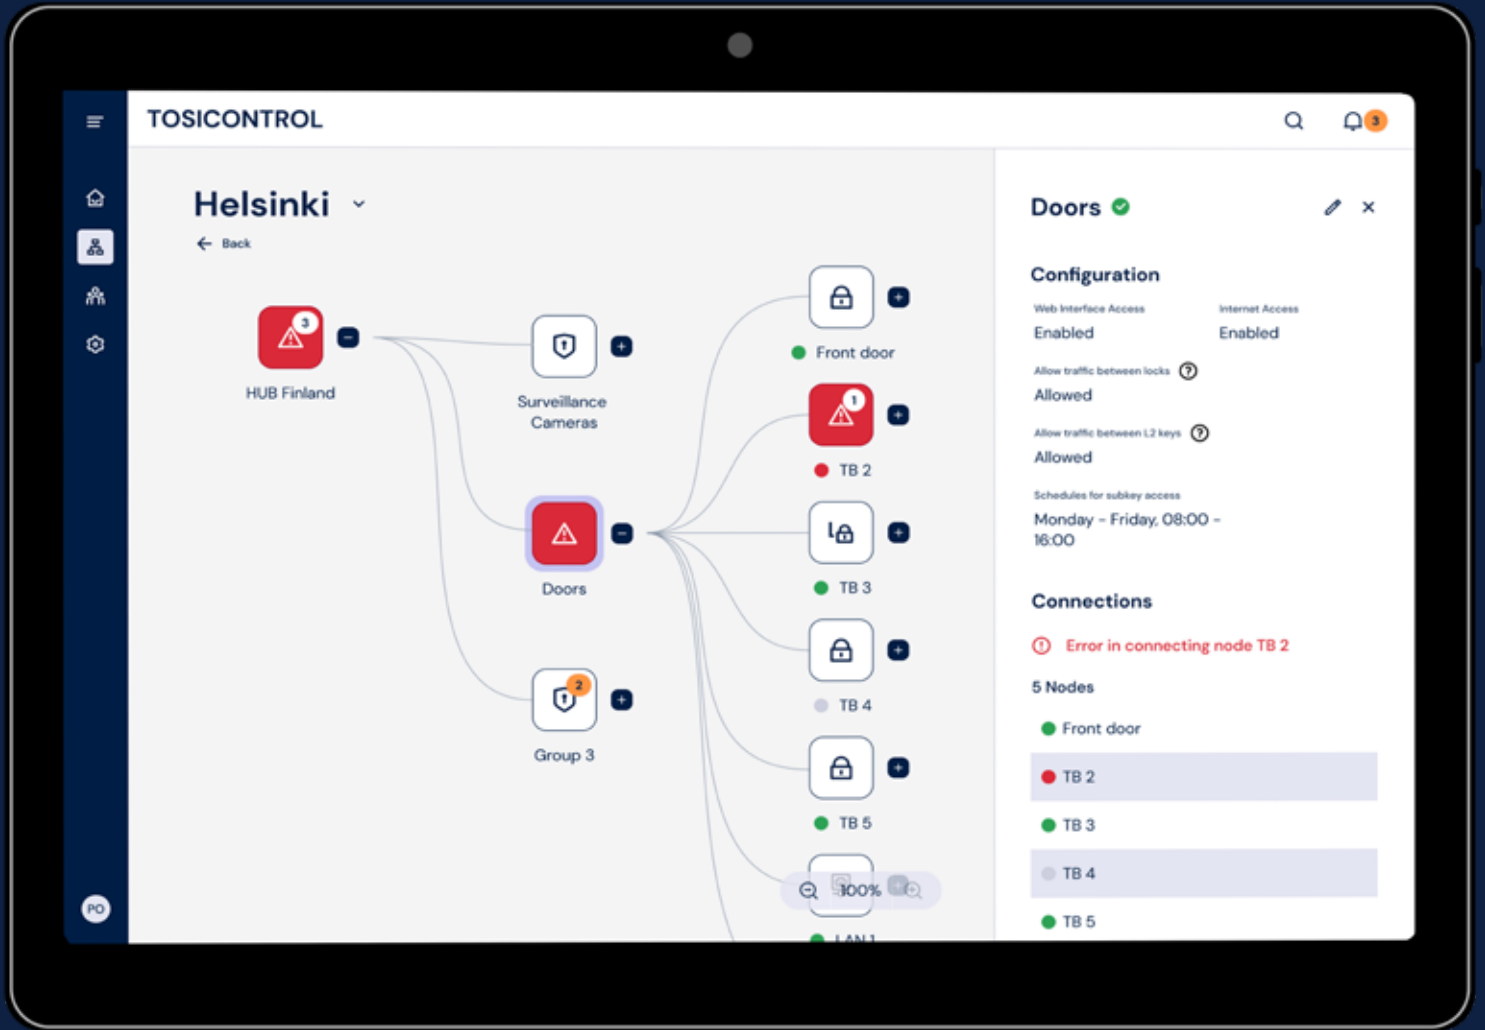 TOSICONTROL
3
Helsinki
Back
3
HUB Finland
Surveillance
Cameras
Doors
2
Group 3
Front door
1
TB 2
TB 3
TB 4
TB 5
100%
LAN 1
PO
Doors
Configuration
Web Interface Access
Internet Access
Enabled
Enabled
Allow traffic between locks ?
Allowed
Allow traffic between L2 keys ?
Allowed
Schedules for subkey access
Monday - Friday, 08:00 -
16:00
Connections
Error in connecting node TB 2
5 Nodes
Front door
TB 2
TB 3
TB 4
TB 5